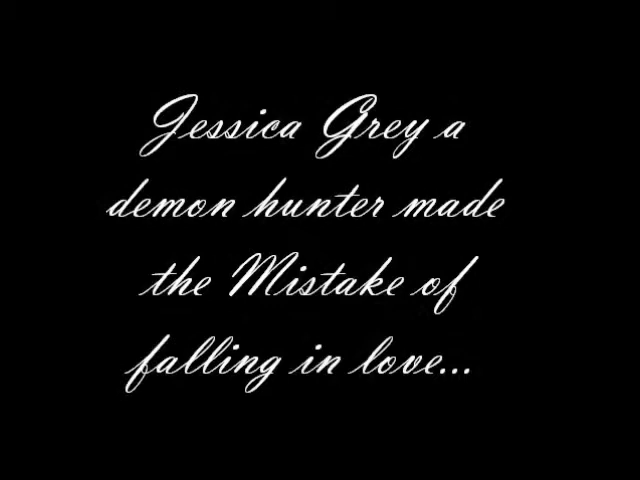 Jessica Grey a
demon hunter made
the Mistake of
falling in love...